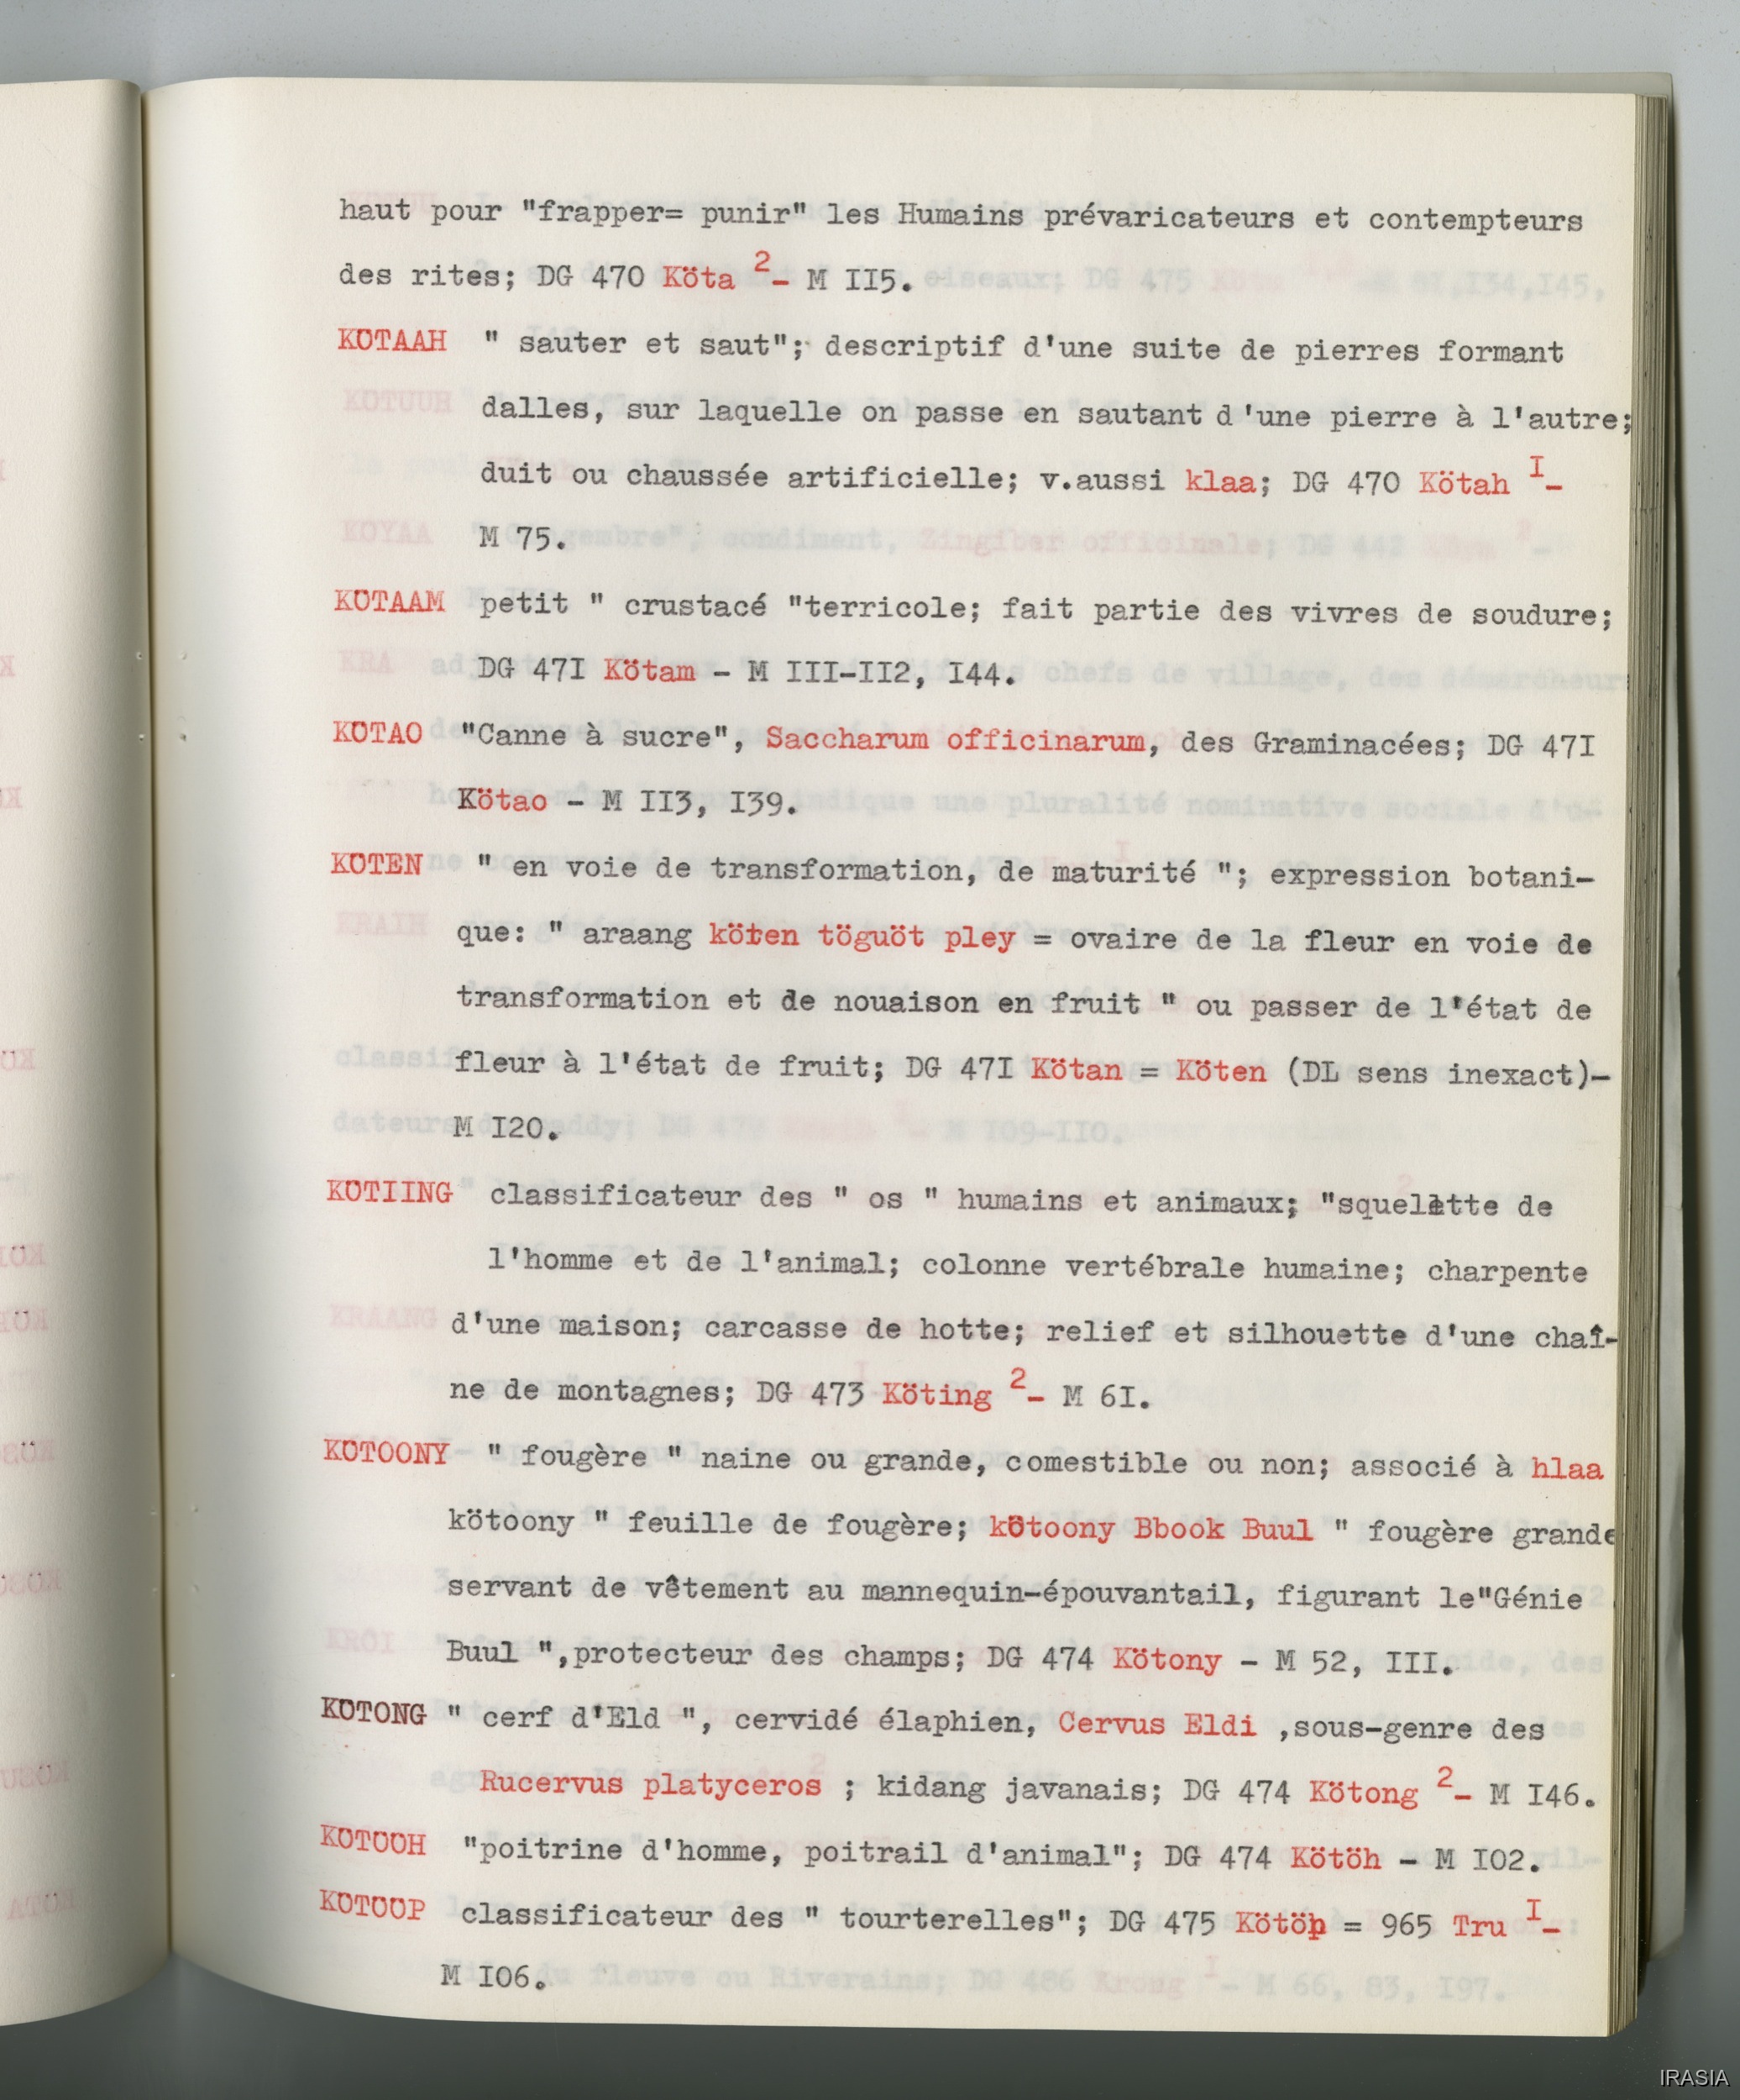 haut pour "frapper= punir" les Humains prévaricateurs et contempteurs
des rites; DG 470 Köta 2- M II5.
KÖTAAH " sauter et saut"; descriptif d'une suite de pierres formant
dalles, sur laquelle on passe en sautant d'une pierre à l'autre;
duit ou chaussée artificielle; v.aussi klaa; DG 470 Kötah I-
M 75.
KÖTAAM petit " crustacé "terricole; fait partie des vivres de soudure;
DG 47I Kötam - M III-II2, I44.
KÖTAO "Canne à sucre", Saccharum officinarum, des Graminacées; DG 47I
Kötao - M II3, I39.
KÖTEN " en voie de transformation, de maturité "; expression botani-
que: " araang köten töguöt pley = ovaire de la fleur en voie de
transformation et de nouaison en fruit " ou passer de l'état de
fleur à l'état de fruit; DG 47I Kötan = Köten (DL sens inexact)-
M I20.
KÖTIING classificateur des " os " humains et animaux; "squelette de
l'homme et de l'animal; colonne vertébrale humaine; charpente
d'une maison; carcasse de hotte; relief et silhouette d'une chaî-
ne de montagnes; DG 473 Köting 2- M 6I.
KÖTOONY " fougère " naine ou grande, comestible ou non; associé à hlaa
kötoony " feuille de fougère; kötoony Bbook Buul " fougère grande
servant de vêtement au mannequin-épouvantail, figurant le"Génie
Buul ",protecteur des champs; DG 474 Kötony - M 52, III.
KÖTONG " cerf d'Eld ", cervidé élaphien, Cervus Eldi ,sous-genre des
Rucervus platyceros ; kidang javanais; DG 474 Kötong 2- M I46.
KÖTÖÖH "poitrine d'homme, poitrail d'animal"; DG 474 Kötöh - M I02.
KÖTÖÖP classificateur des " tourterelles"; DG 475 Kötöp = 965 Tru I-
M I06.
IRASIA